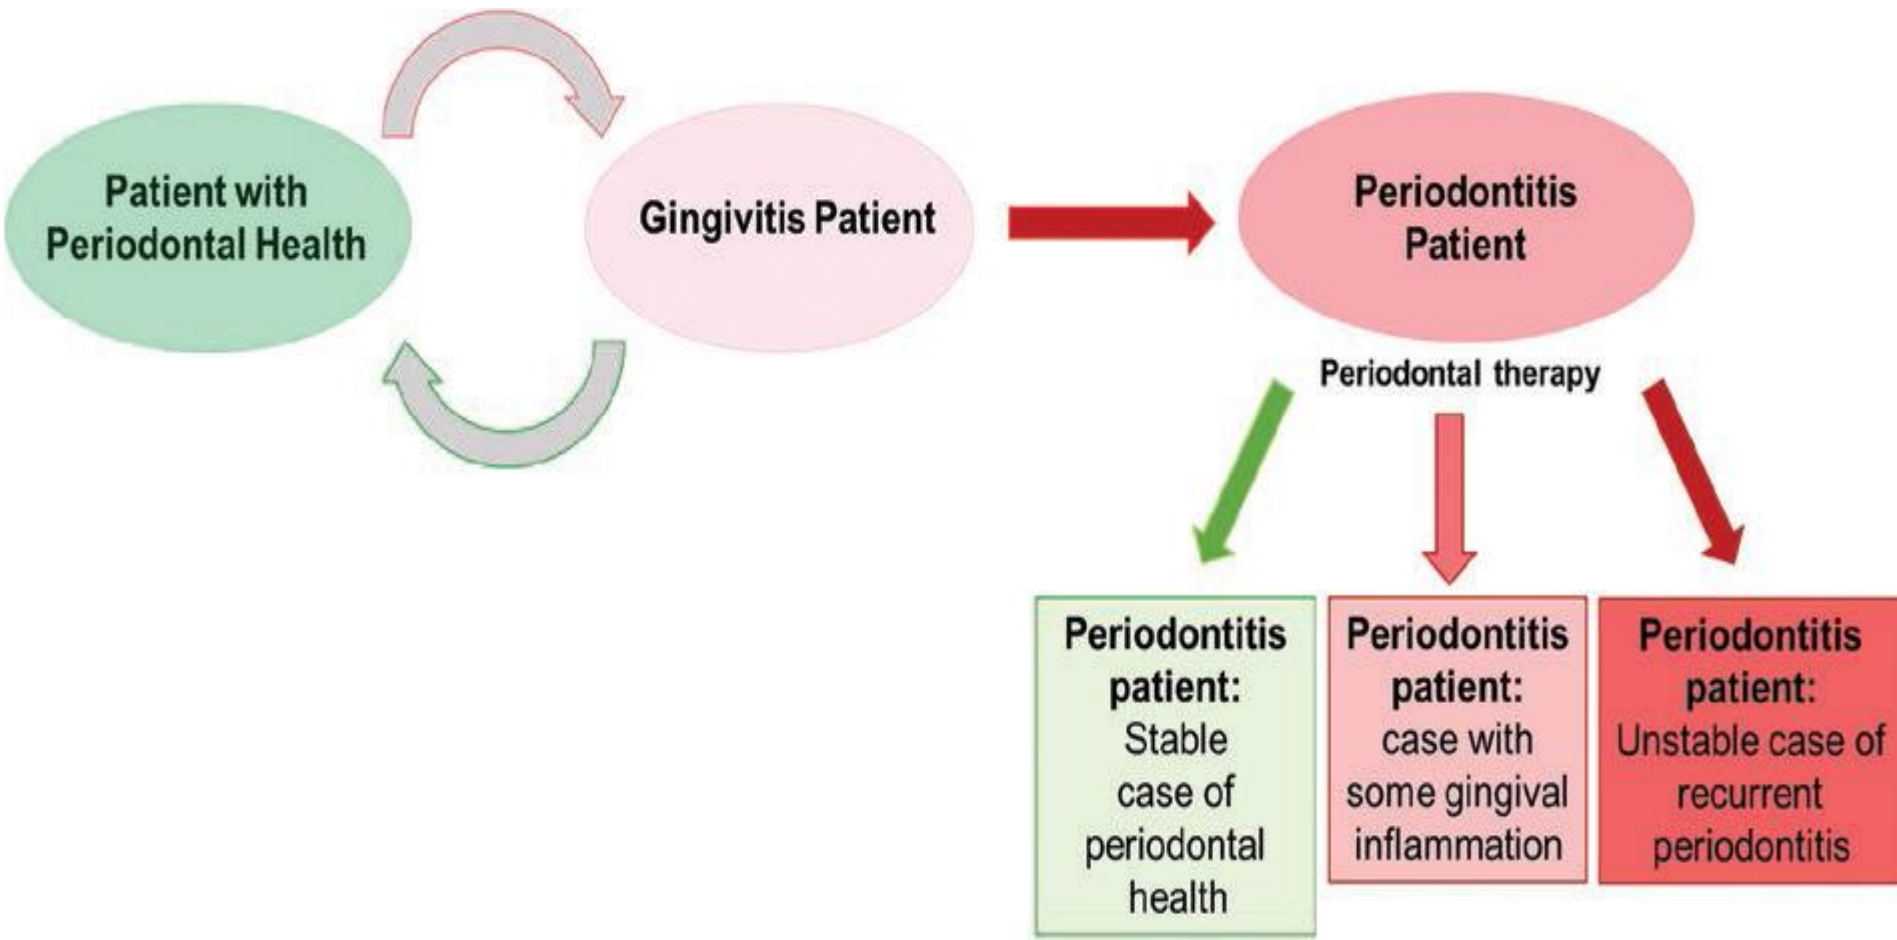 Patient with
Periodontal Health
Gingivitis Patient
Periodontitis
Patient
Periodontal therapy
Periodontitis
patient:
Stable
case of
periodontal
health
Periodontitis
patient:
case with
some gingival
inflammation
Periodontitis
patient:
Unstable case of
recurrent
periodontitis